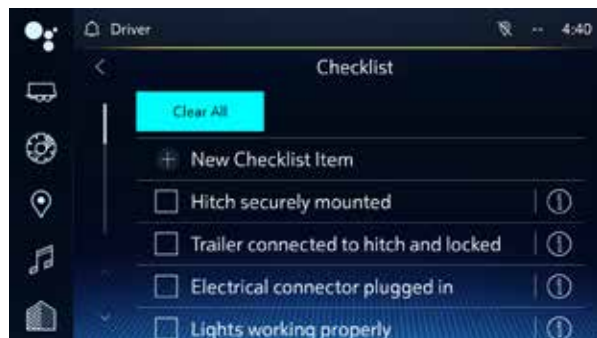 Driver -- 4:40
Checklist
Clear All
New Checklist Item
Hitch securely mounted
Trailer connected to hitch and locked
Electrical connector plugged in
Lights working properly